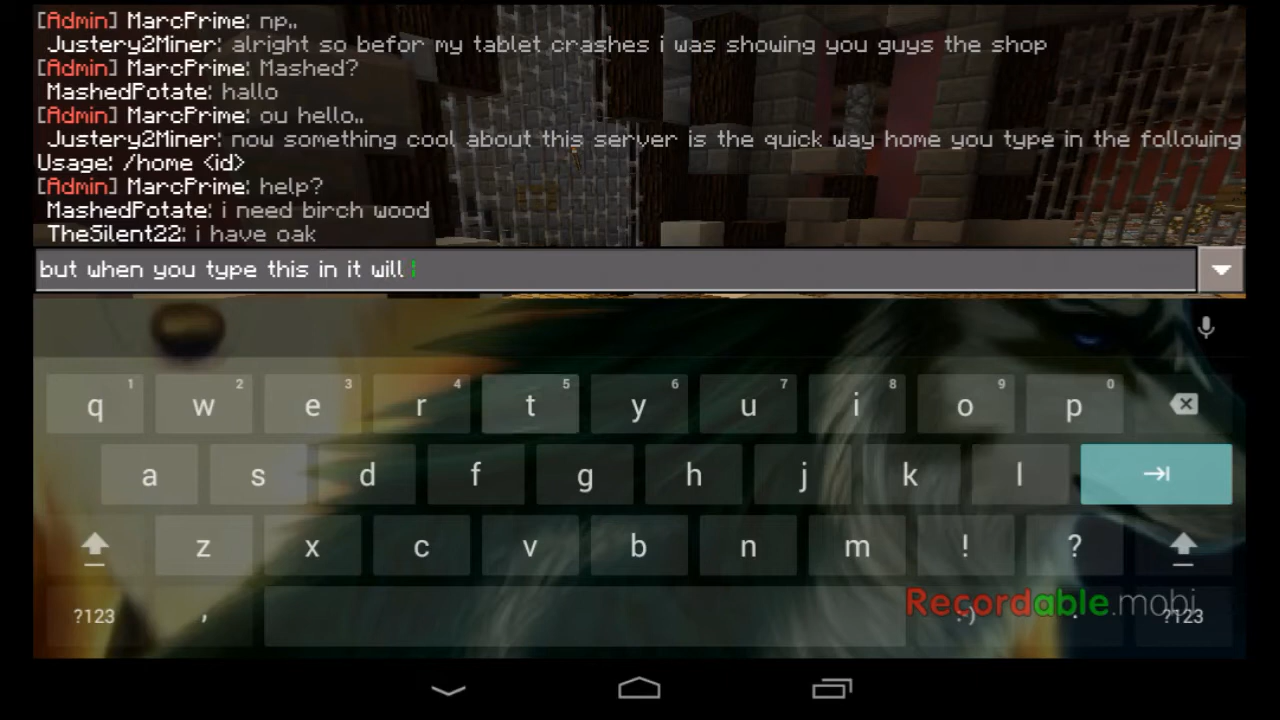 [Admin] MarcPrime: np..
Justery2Miner: alright so befor my tablet crashes i was showing you guys the shop
[Admin] MarcPrime: Mashed?
MashedPotate: hallo
[Admin] MarcPrime: ou hello..
Justery2Miner: now something cool about this server is the quick way home you type in the following
Usage: /home <id>
[Admin] MarcPrime: help?
MashedPotate: i need birch wood
TheSilent22: i have oak
but when you type this in it will
1 2 3 4 5 6 7 8 9 0
q w e r t y u i o p
a s d f g h j k l
z x c v b n m ! ?
?123 , :-) . ?123
Recordable.mobi